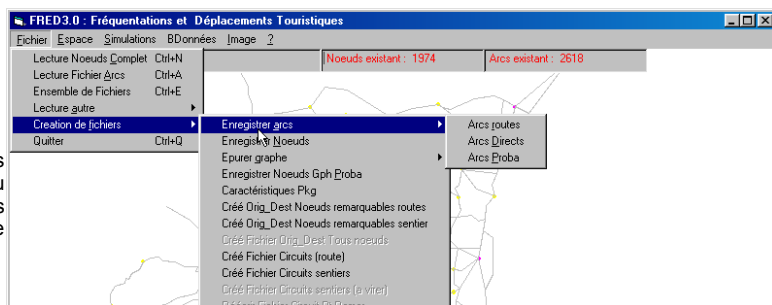 FRED3.0 : Fréquentations et Déplacements Touristiques
Fichier Espace Simulations BDonnées Image ?
Noeuds existant : 1974
Arcs existant : 2618
Lecture Noeuds Complet Ctrl+N
Lecture Fichier Arcs Ctrl+A
Ensemble de Fichiers Ctrl+E
Lecture autre
Creation de fichiers
Quitter Ctrl+Q
Enregistrer arcs
Enregistrer Noeuds
Epurer graphe
Enregistrer Noeuds Gph Proba
Caractéristiques Pkg
Créé Orig_Dest Noeuds remarquables routes
Créé Orig_Dest Noeuds remarquables sentier
Créé Fichier Orig_Dest Tous noeuds
Créé Fichier Circuits (route)
Créé Fichier Circuits sentiers
Créé Fichier Circuits sentiers (a virer)
Arcs routes
Arcs Directs
Arcs Proba